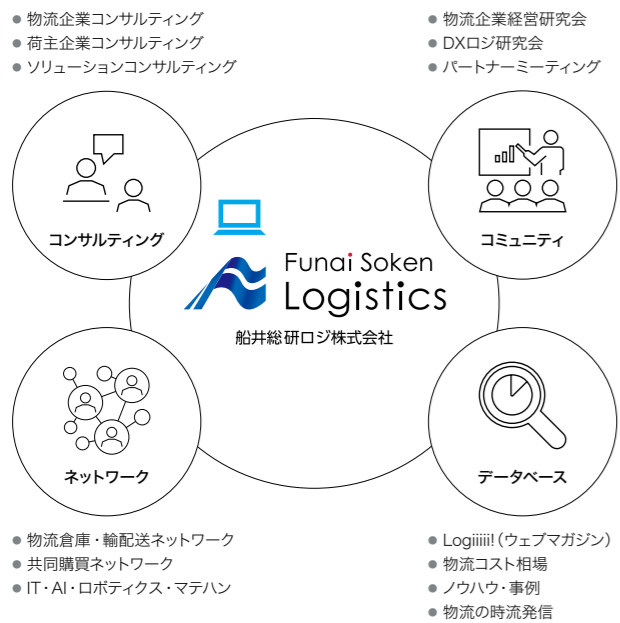 ● 物流企業コンサルティング
● 荷主企業コンサルティング
● ソリューションコンサルティング
● 物流企業経営研究会
● DXロジ研究会
● パートナーミーティング
コンサルティング
コミュニティ
Funai Soken
Logistics
船井総研ロジ株式会社
ネットワーク
データベース
● 物流倉庫・輸配送ネットワーク
● 共同購買ネットワーク
● IT・AI・ロボティクス・マテハン
● Logiiiii!（ウェブマガジン）
● 物流コスト相場
● ノウハウ・事例
● 物流の時流発信